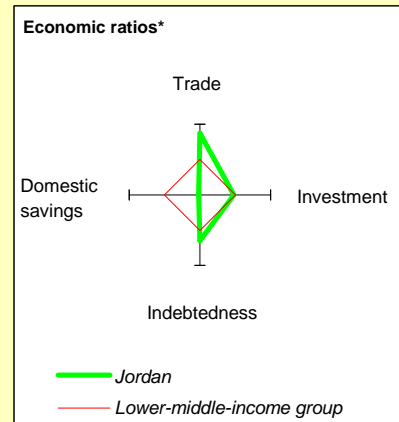 Economic ratios*
Trade
Domestic
savings
Investment
Indebtedness
Jordan
Lower-middle-income group